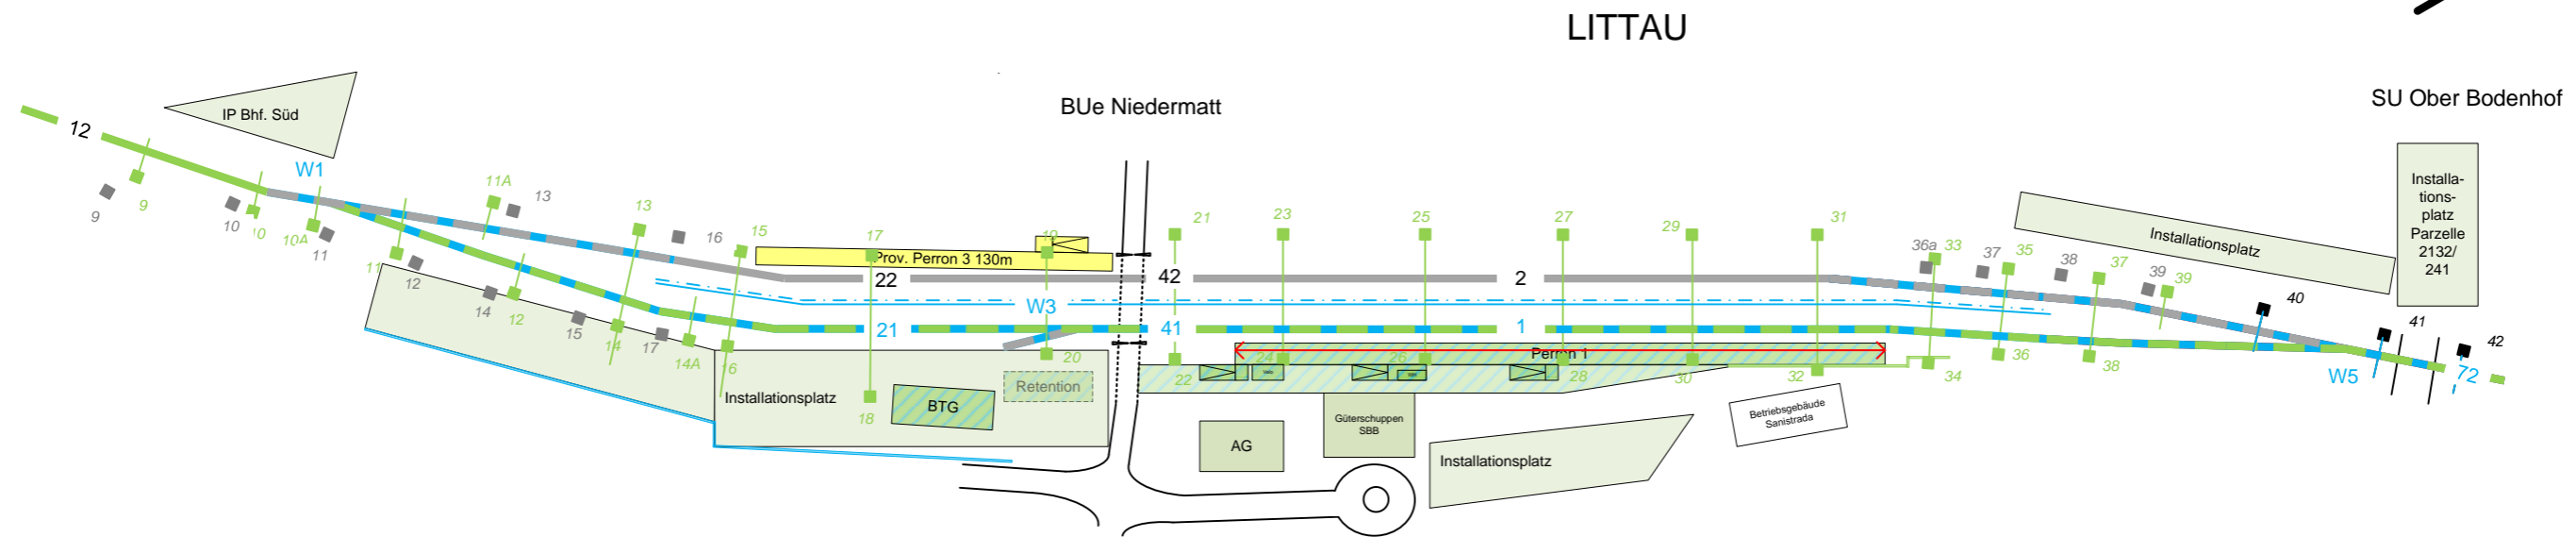 LITTAU
BUe Niedermatt
SU Ober Bodenhof
IP Bhf. Süd
12
W1
9
9
10
10
10A
11
11A
13
11
12
13
14
12
15
14
16
17
14A
15
16
17
Prov. Perron 3 130m
19
22
W3
21
20
18
Installationsplatz
BTG
Retention
42
41
21
22
23
24
25
26
27
28
29
30
31
32
2
1
Perron 1
AG
Güterschuppen
SBB
Installationsplatz
Betriebsgebäude
Sanistrada
36a
33
34
37
35
36
38
37
38
39
39
Installationsplatz
Installa-
tions-
platz
Parzelle
2132/
241
40
41
42
W5
72